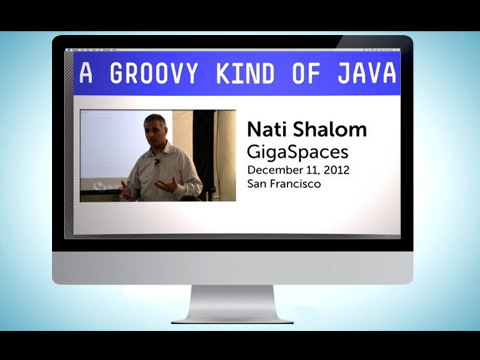 A GROOVY KIND OF JAVA
Nati Shalom
GigaSpaces
December 11, 2012
San Francisco